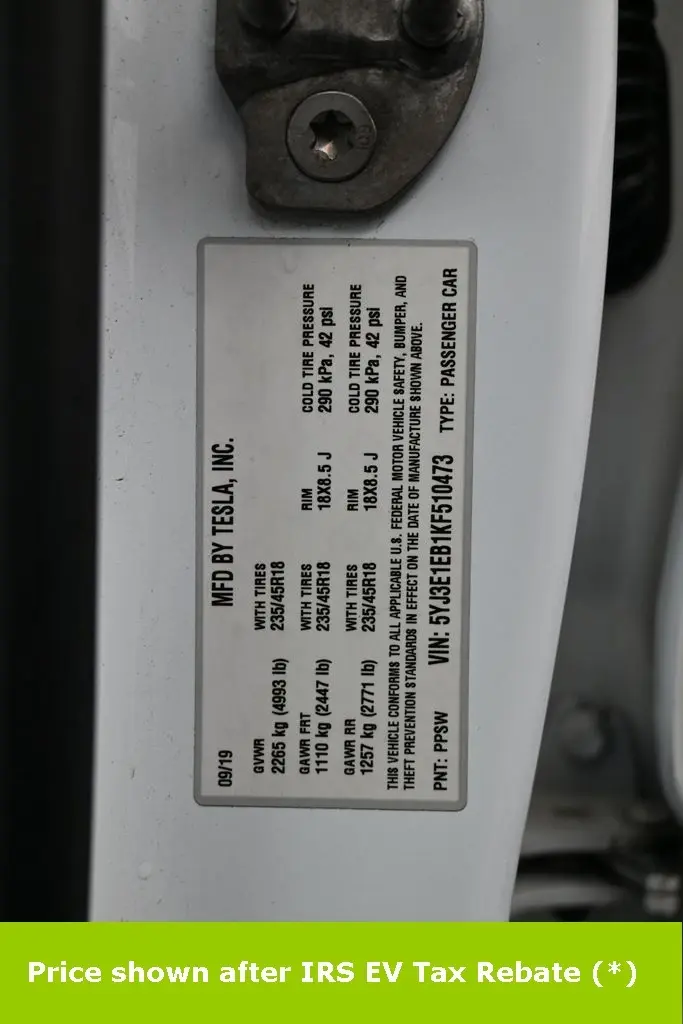 MFD BY TESLA, INC.
09/19
GVWR WITH TIRES
2265 kg (4993 lb) 235/45R18
GAWR FRT WITH TIRES RIM COLD TIRE PRESSURE
1110 kg (2447 lb) 235/45R18 18X8.5 J 290 kPa, 42 psi
GAWR RR WITH TIRES RIM COLD TIRE PRESSURE
1257 kg (2771 lb) 235/45R18 18X8.5 J 290 kPa, 42 psi
THIS VEHICLE CONFORMS TO ALL APPLICABLE U.S. FEDERAL MOTOR VEHICLE SAFETY, BUMPER, AND
THEFT PREVENTION STANDARDS IN EFFECT ON THE DATE OF MANUFACTURE SHOWN ABOVE.
PNT: PPSW VIN: 5YJ3E1EB1KF510473 TYPE: PASSENGER CAR
Price shown after IRS EV Tax Rebate (*)